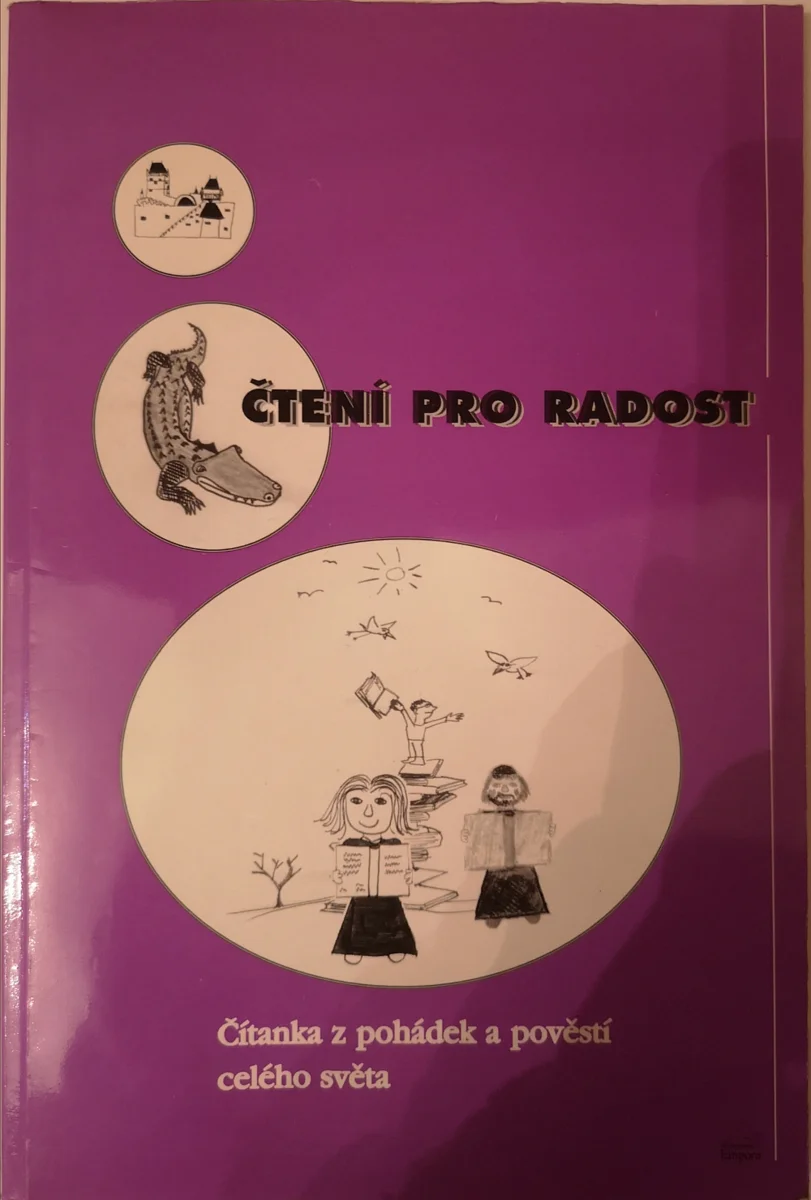 ČTENÍ PRO RADOST
Čítanka z pohádek a pověstí
celého světa